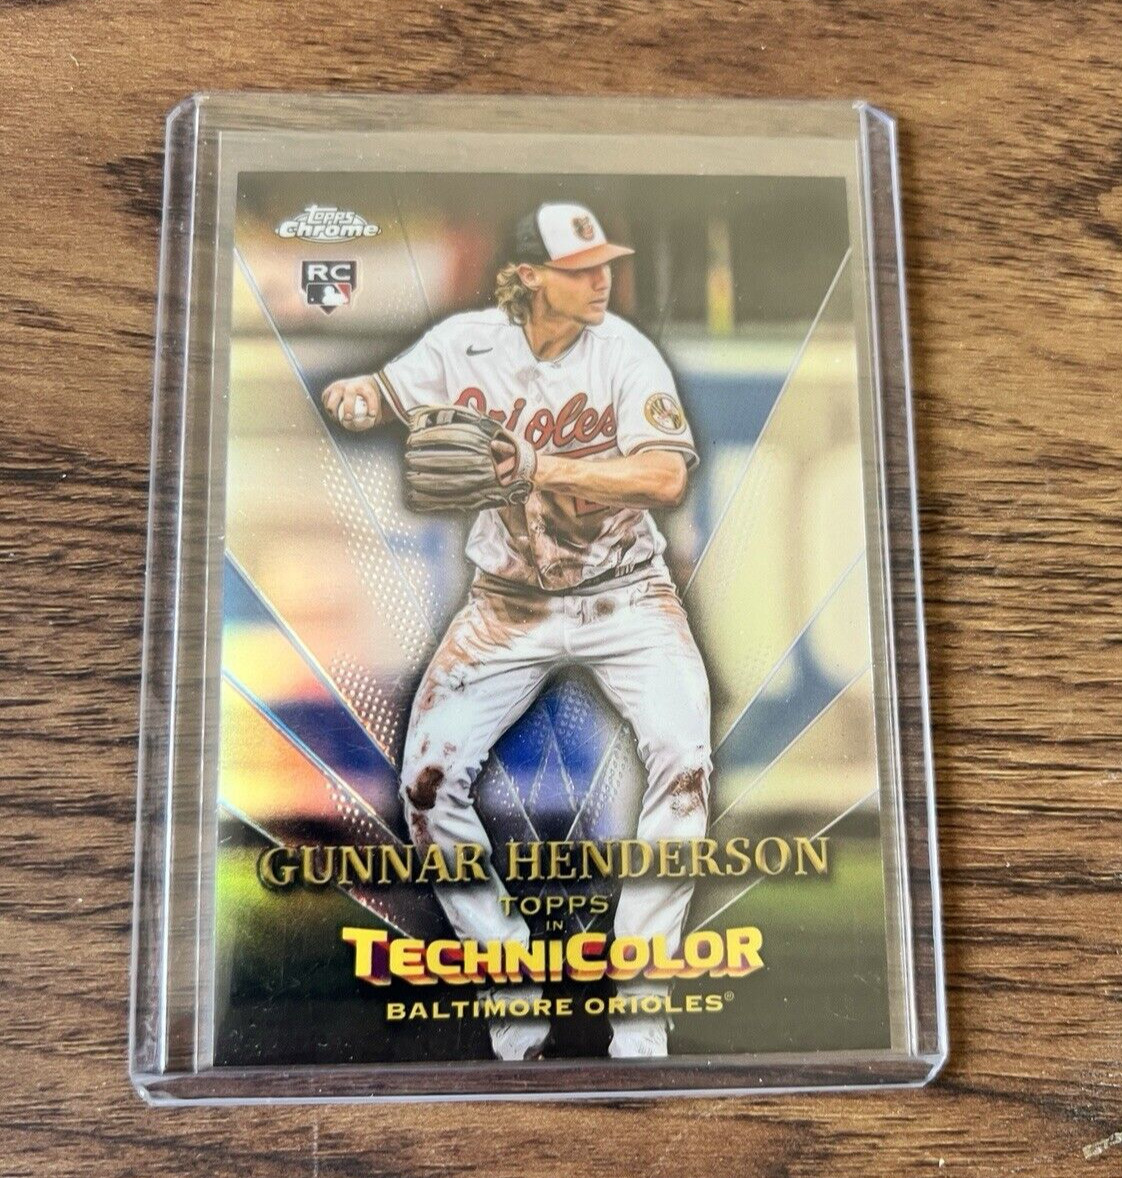 Topps
Chrome
RC
Orioles
GUNNAR HENDERSON
TOPPS
IN
TECHNICOLOR
BALTIMORE ORIOLES®